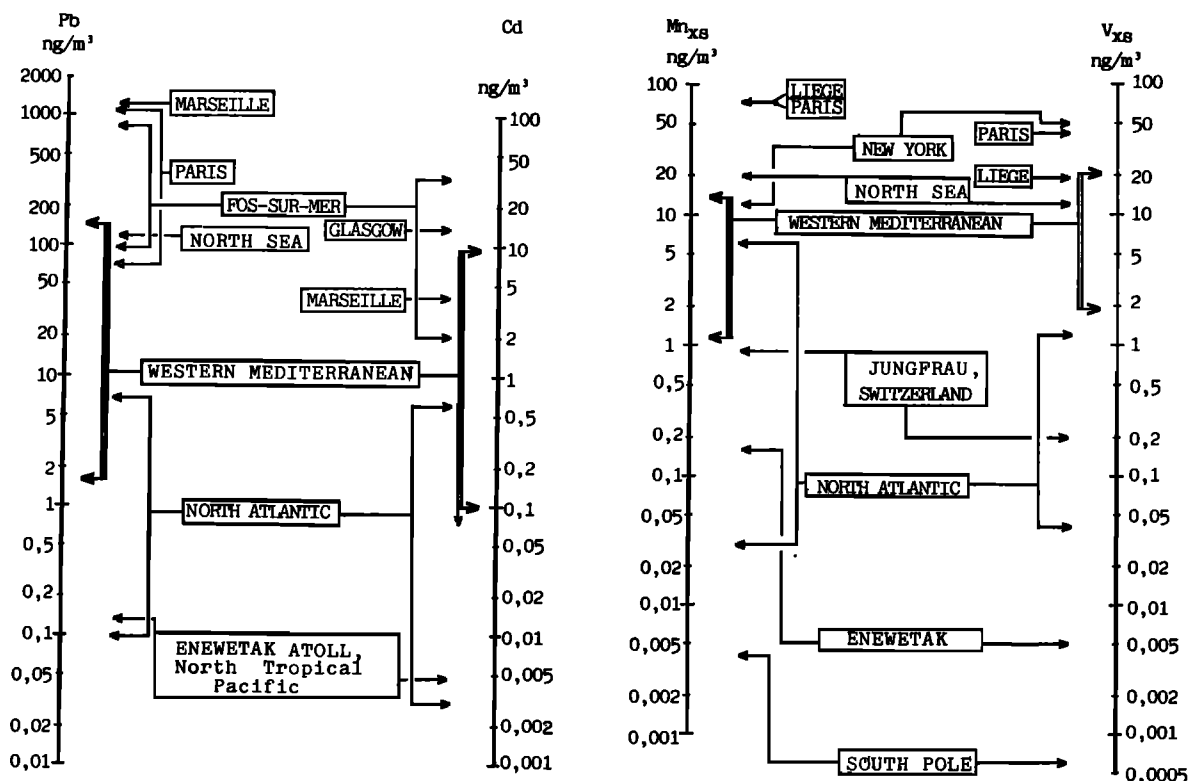 Pb
ng/m³
2000
1000
500
200
100
50
20
10
5
2
1
0,5
0,2
0,1
0,05
0,02
0,01
MARSEILLE
PARIS
FOS-SUR-MER
NORTH SEA
GLASGOW
MARSEILLE
WESTERN MEDITERRANEAN
NORTH ATLANTIC
ENEWETAK ATOLL,
North Tropical
Pacific
Cd
ng/m³
100
50
20
10
5
2
1
0,5
0,2
0,1
0,05
0,02
0,01
0,005
0,002
0,001
Mnxs
ng/m³
100
50
20
10
5
2
1
0,5
0,2
0,1
0,05
0,02
0,01
0,005
0,002
0,001
LIEGE
PARIS
NEW YORK
PARIS
LIEGE
NORTH SEA
WESTERN MEDITERRANEAN
JUNGFRAU,
SWITZERLAND
NORTH ATLANTIC
ENEWETAK
SOUTH POLE
Vxs
ng/m³
100
50
20
10
5
2
1
0,5
0,2
0,1
0,05
0,02
0,01
0,005
0,002
0,001
0,0005